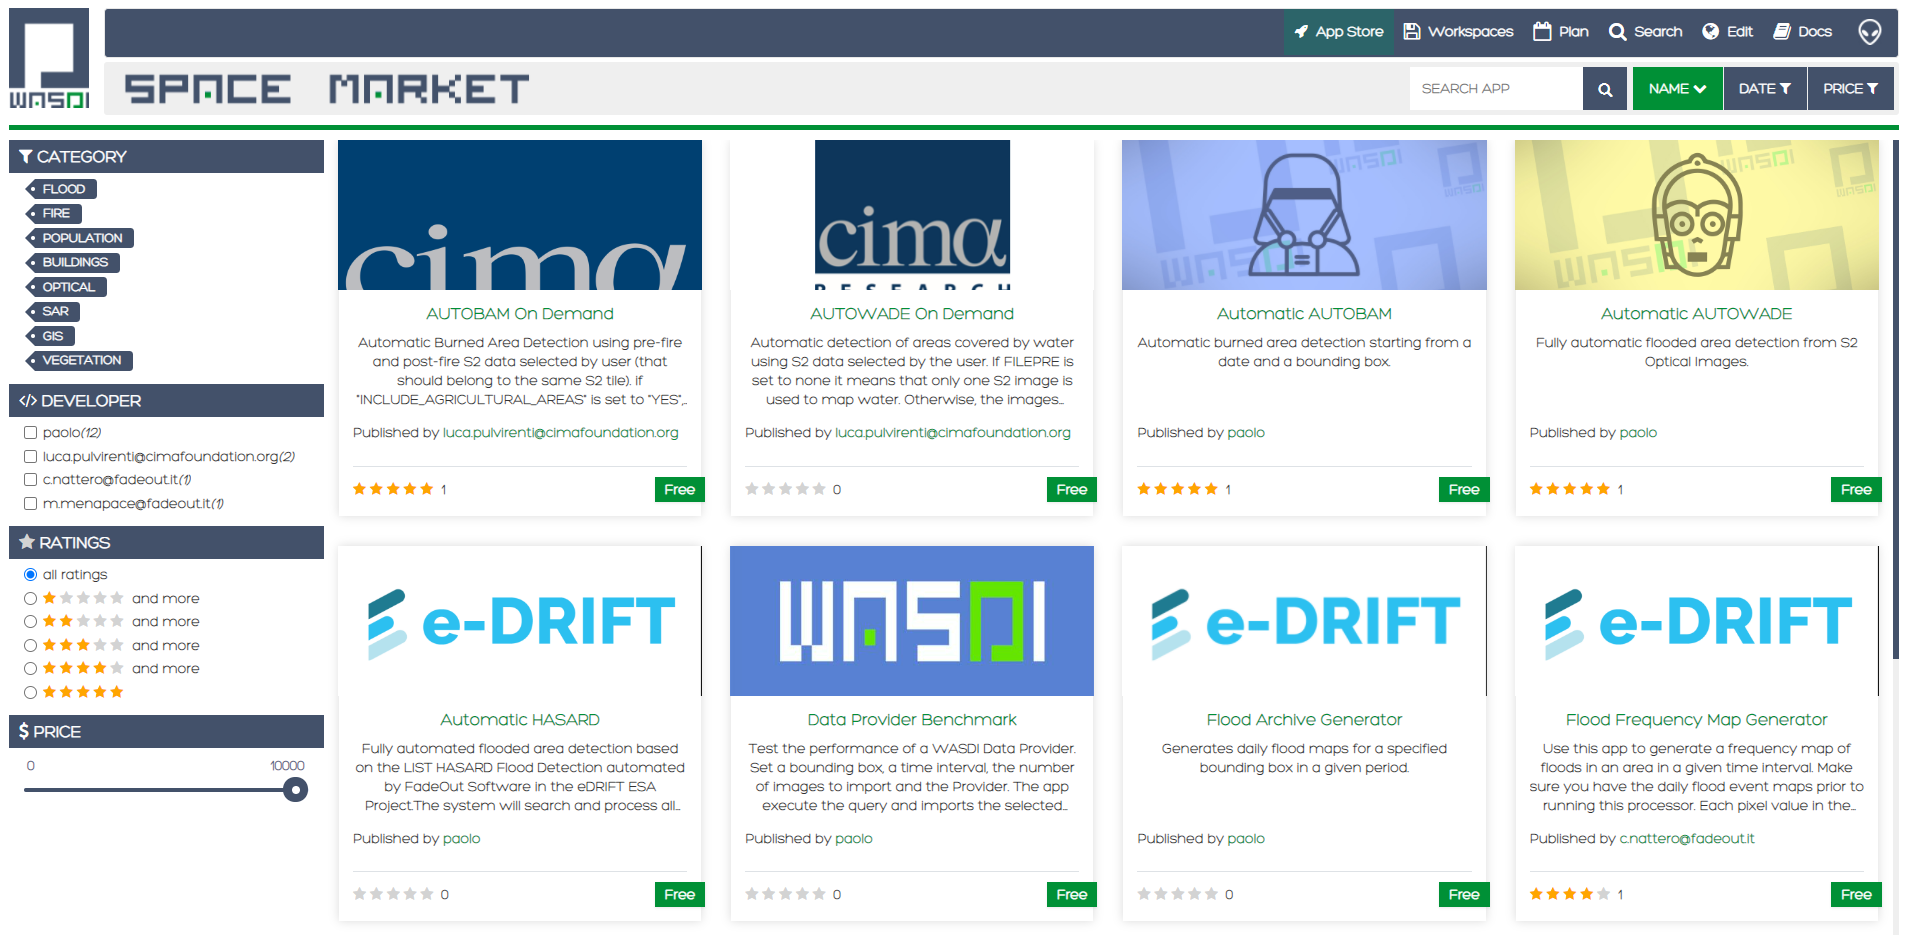 WASDI
App Store
Workspaces
Plan
Search
Edit
Docs
SPACE MARKET
SEARCH APP
NAME
DATE
PRICE
CATEGORY
FLOOD
FIRE
POPULATION
BUILDINGS
OPTICAL
SAR
GIS
VEGETATION
</> DEVELOPER
paolo(12)
luca.pulvirenti@cimafoundation.org(2)
c.nattero@fadeout.it(1)
m.menapace@fadeout.it(1)
RATINGS
all ratings
and more
and more
and more
and more
$ PRICE
0
10000
cima
AUTOBAM On Demand
Automatic Burned Area Detection using pre-fire
and post-fire S2 data selected by user (that
should belong to the same S2 tile). if
"INCLUDE_AGRICULTURAL_AREAS" is set to "YES",..
Published by luca.pulvirenti@cimafoundation.org
1
Free
cima
RESEARCH
AUTOWADE On Demand
Automatic detection of areas covered by water
using S2 data selected by the user. If FILEPRE is
set to none it means that only one S2 image is
used to map water. Otherwise, the images...
Published by luca.pulvirenti@cimafoundation.org
0
Free
WASDI
WASDI
WASDI
Automatic AUTOBAM
Automatic burned area detection starting from a
date and a bounding box.
Published by paolo
1
Free
WASDI
WASDI
WASDI
Automatic AUTOWADE
Fully automatic flooded area detection from S2
Optical Images.
Published by paolo
1
Free
e-DRIFT
Automatic HASARD
Fully automated flooded area detection based
on the LIST HASARD Flood Detection automated
by FadeOut Software in the eDRIFT ESA
Project.The system will search and process all...
Published by paolo
0
Free
WASDI
Data Provider Benchmark
Test the performance of a WASDI Data Provider.
Set a bounding box, a time interval, the number
of images to import and the Provider. The app
execute the query and imports the selected...
Published by paolo
0
Free
e-DRIFT
Flood Archive Generator
Generates daily flood maps for a specified
bounding box in a given period.
Published by paolo
0
Free
e-DRIFT
Flood Frequency Map Generator
Use this app to generate a frequency map of
floods in an area in a given time interval. Make
sure you have the daily flood event maps prior to
running this processor. Each pixel value in the...
Published by c.nattero@fadeout.it
1
Free